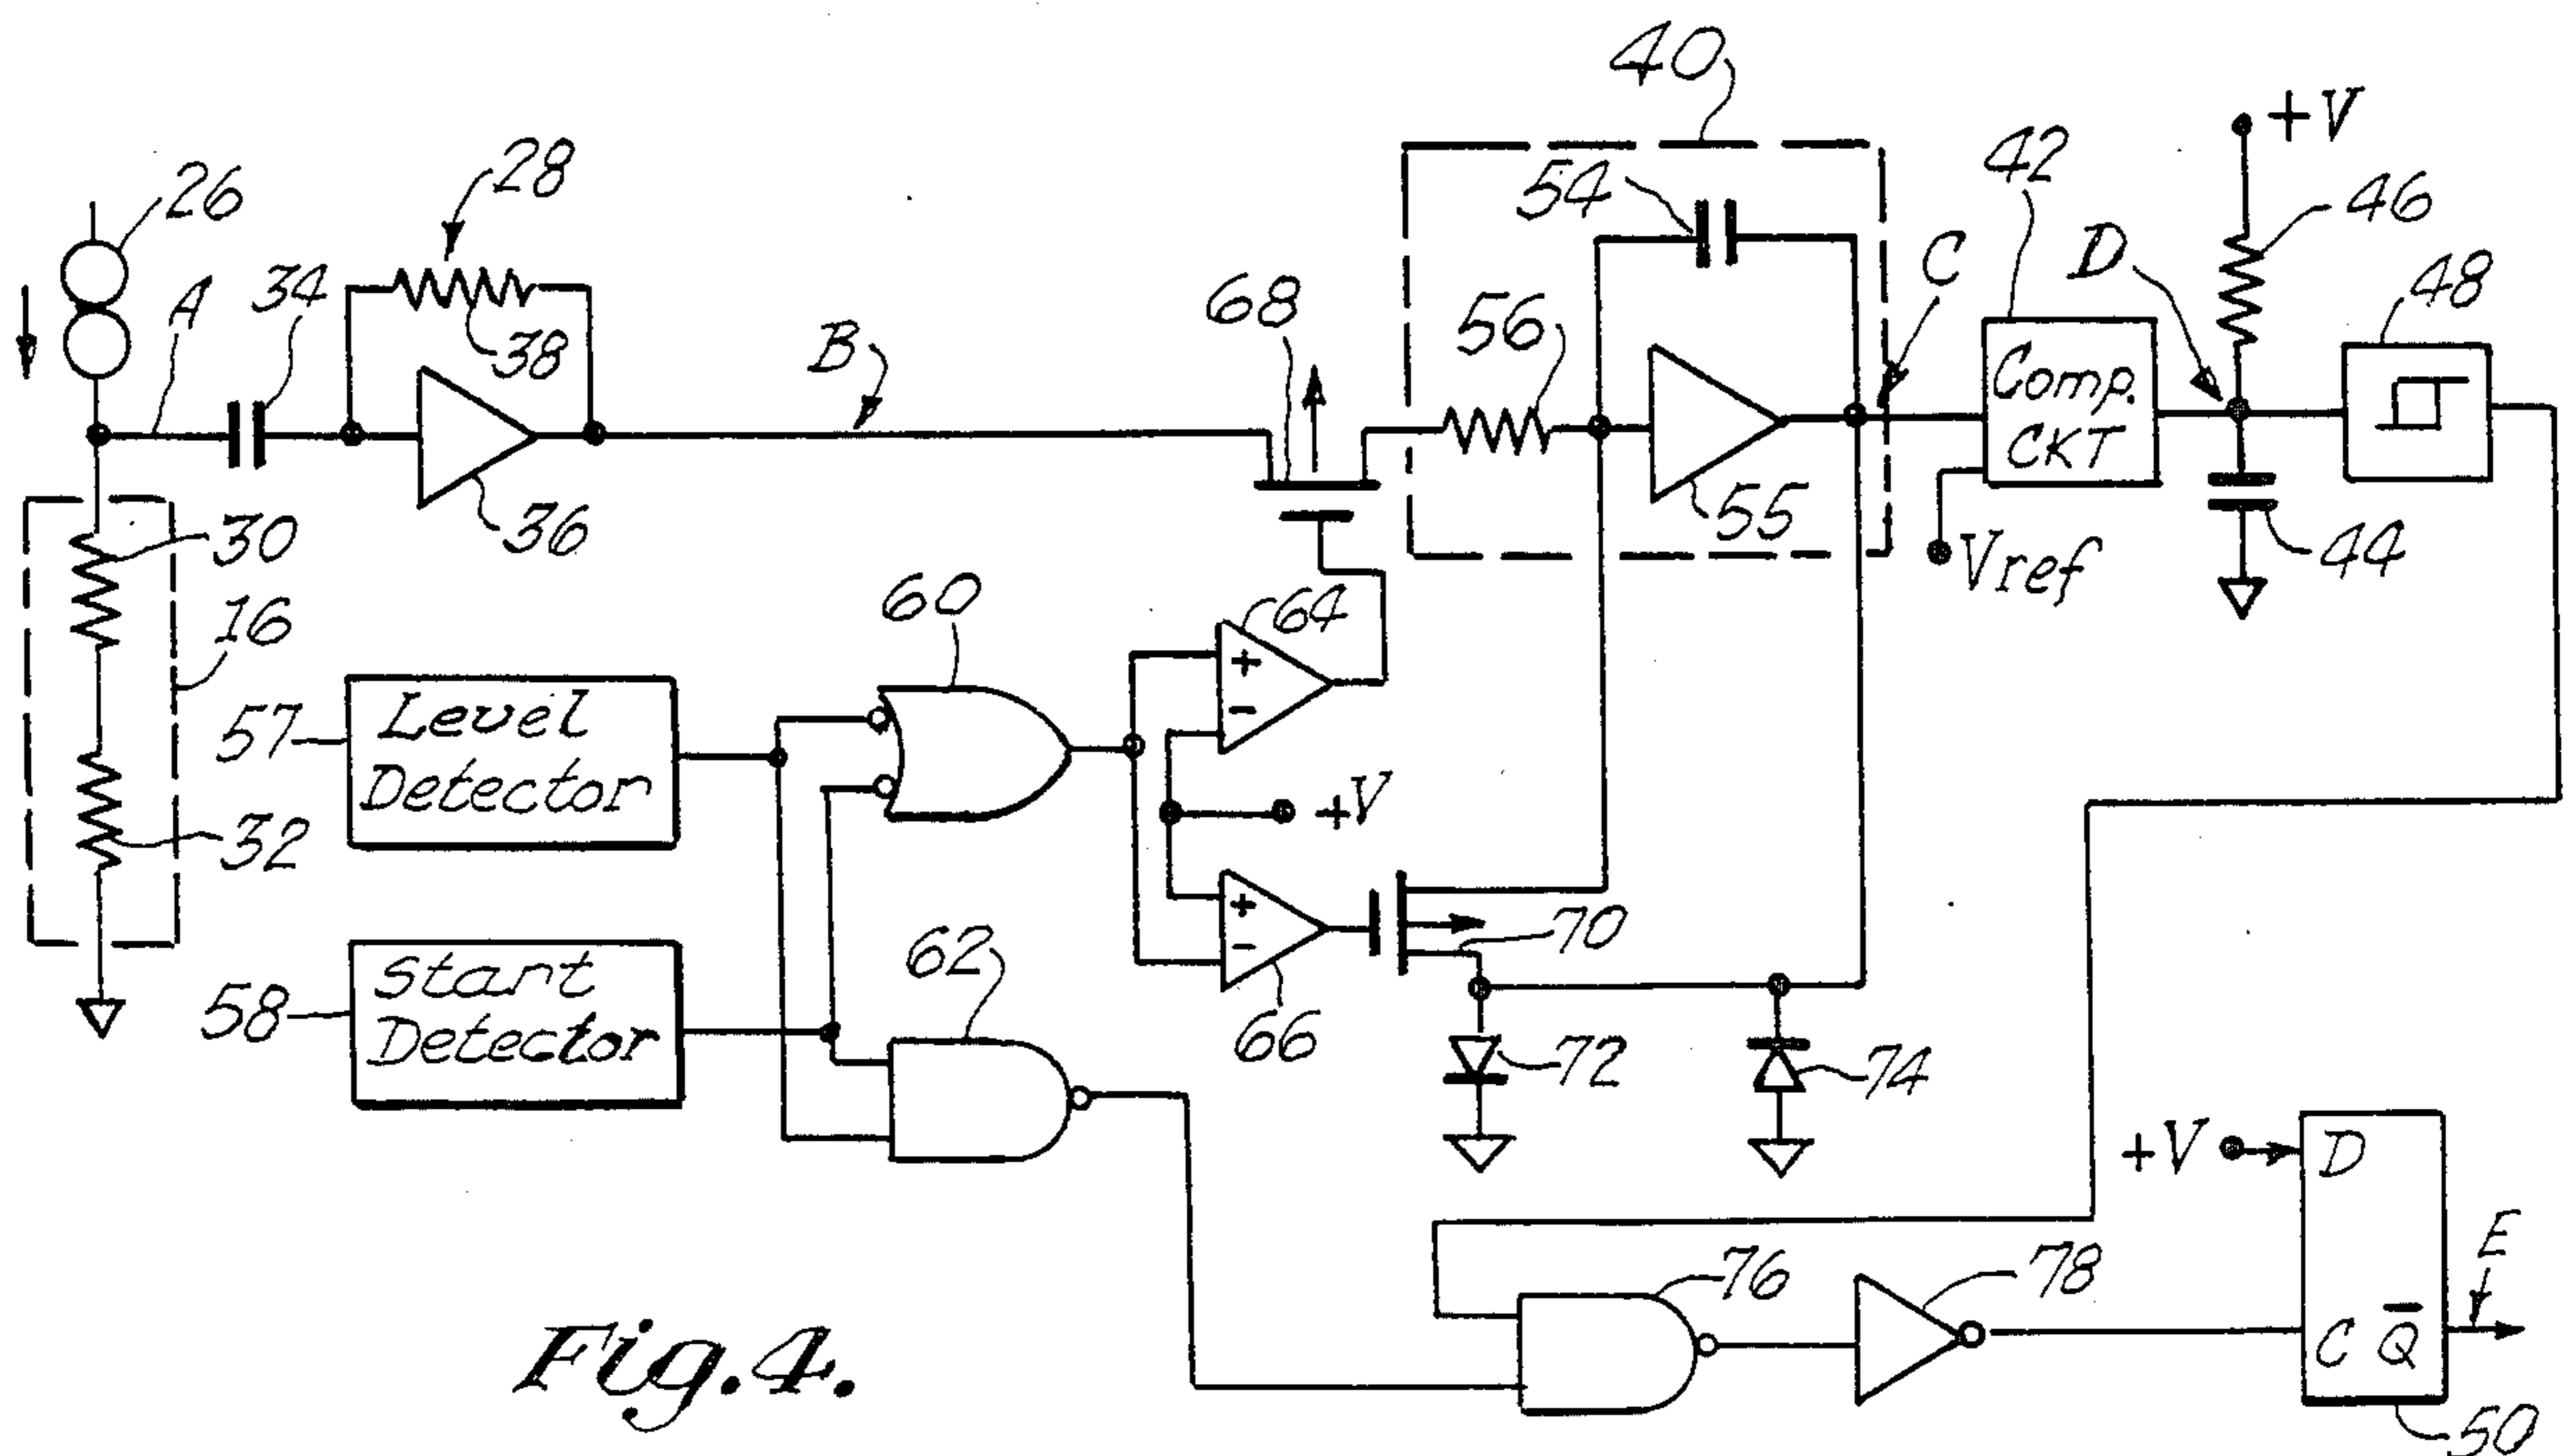 40
+V
28
42
26
54
46
C
D
A
34
68
48
38
56
B
Comp.
CKT
36
55
30
Vref
44
60
64
16
+
Level
Detector
-
57
+V
32
+
70
62
-
Start
Detector
58
66
72
74
+V
D
E
76
78
C Q̅
Fig.4.
50